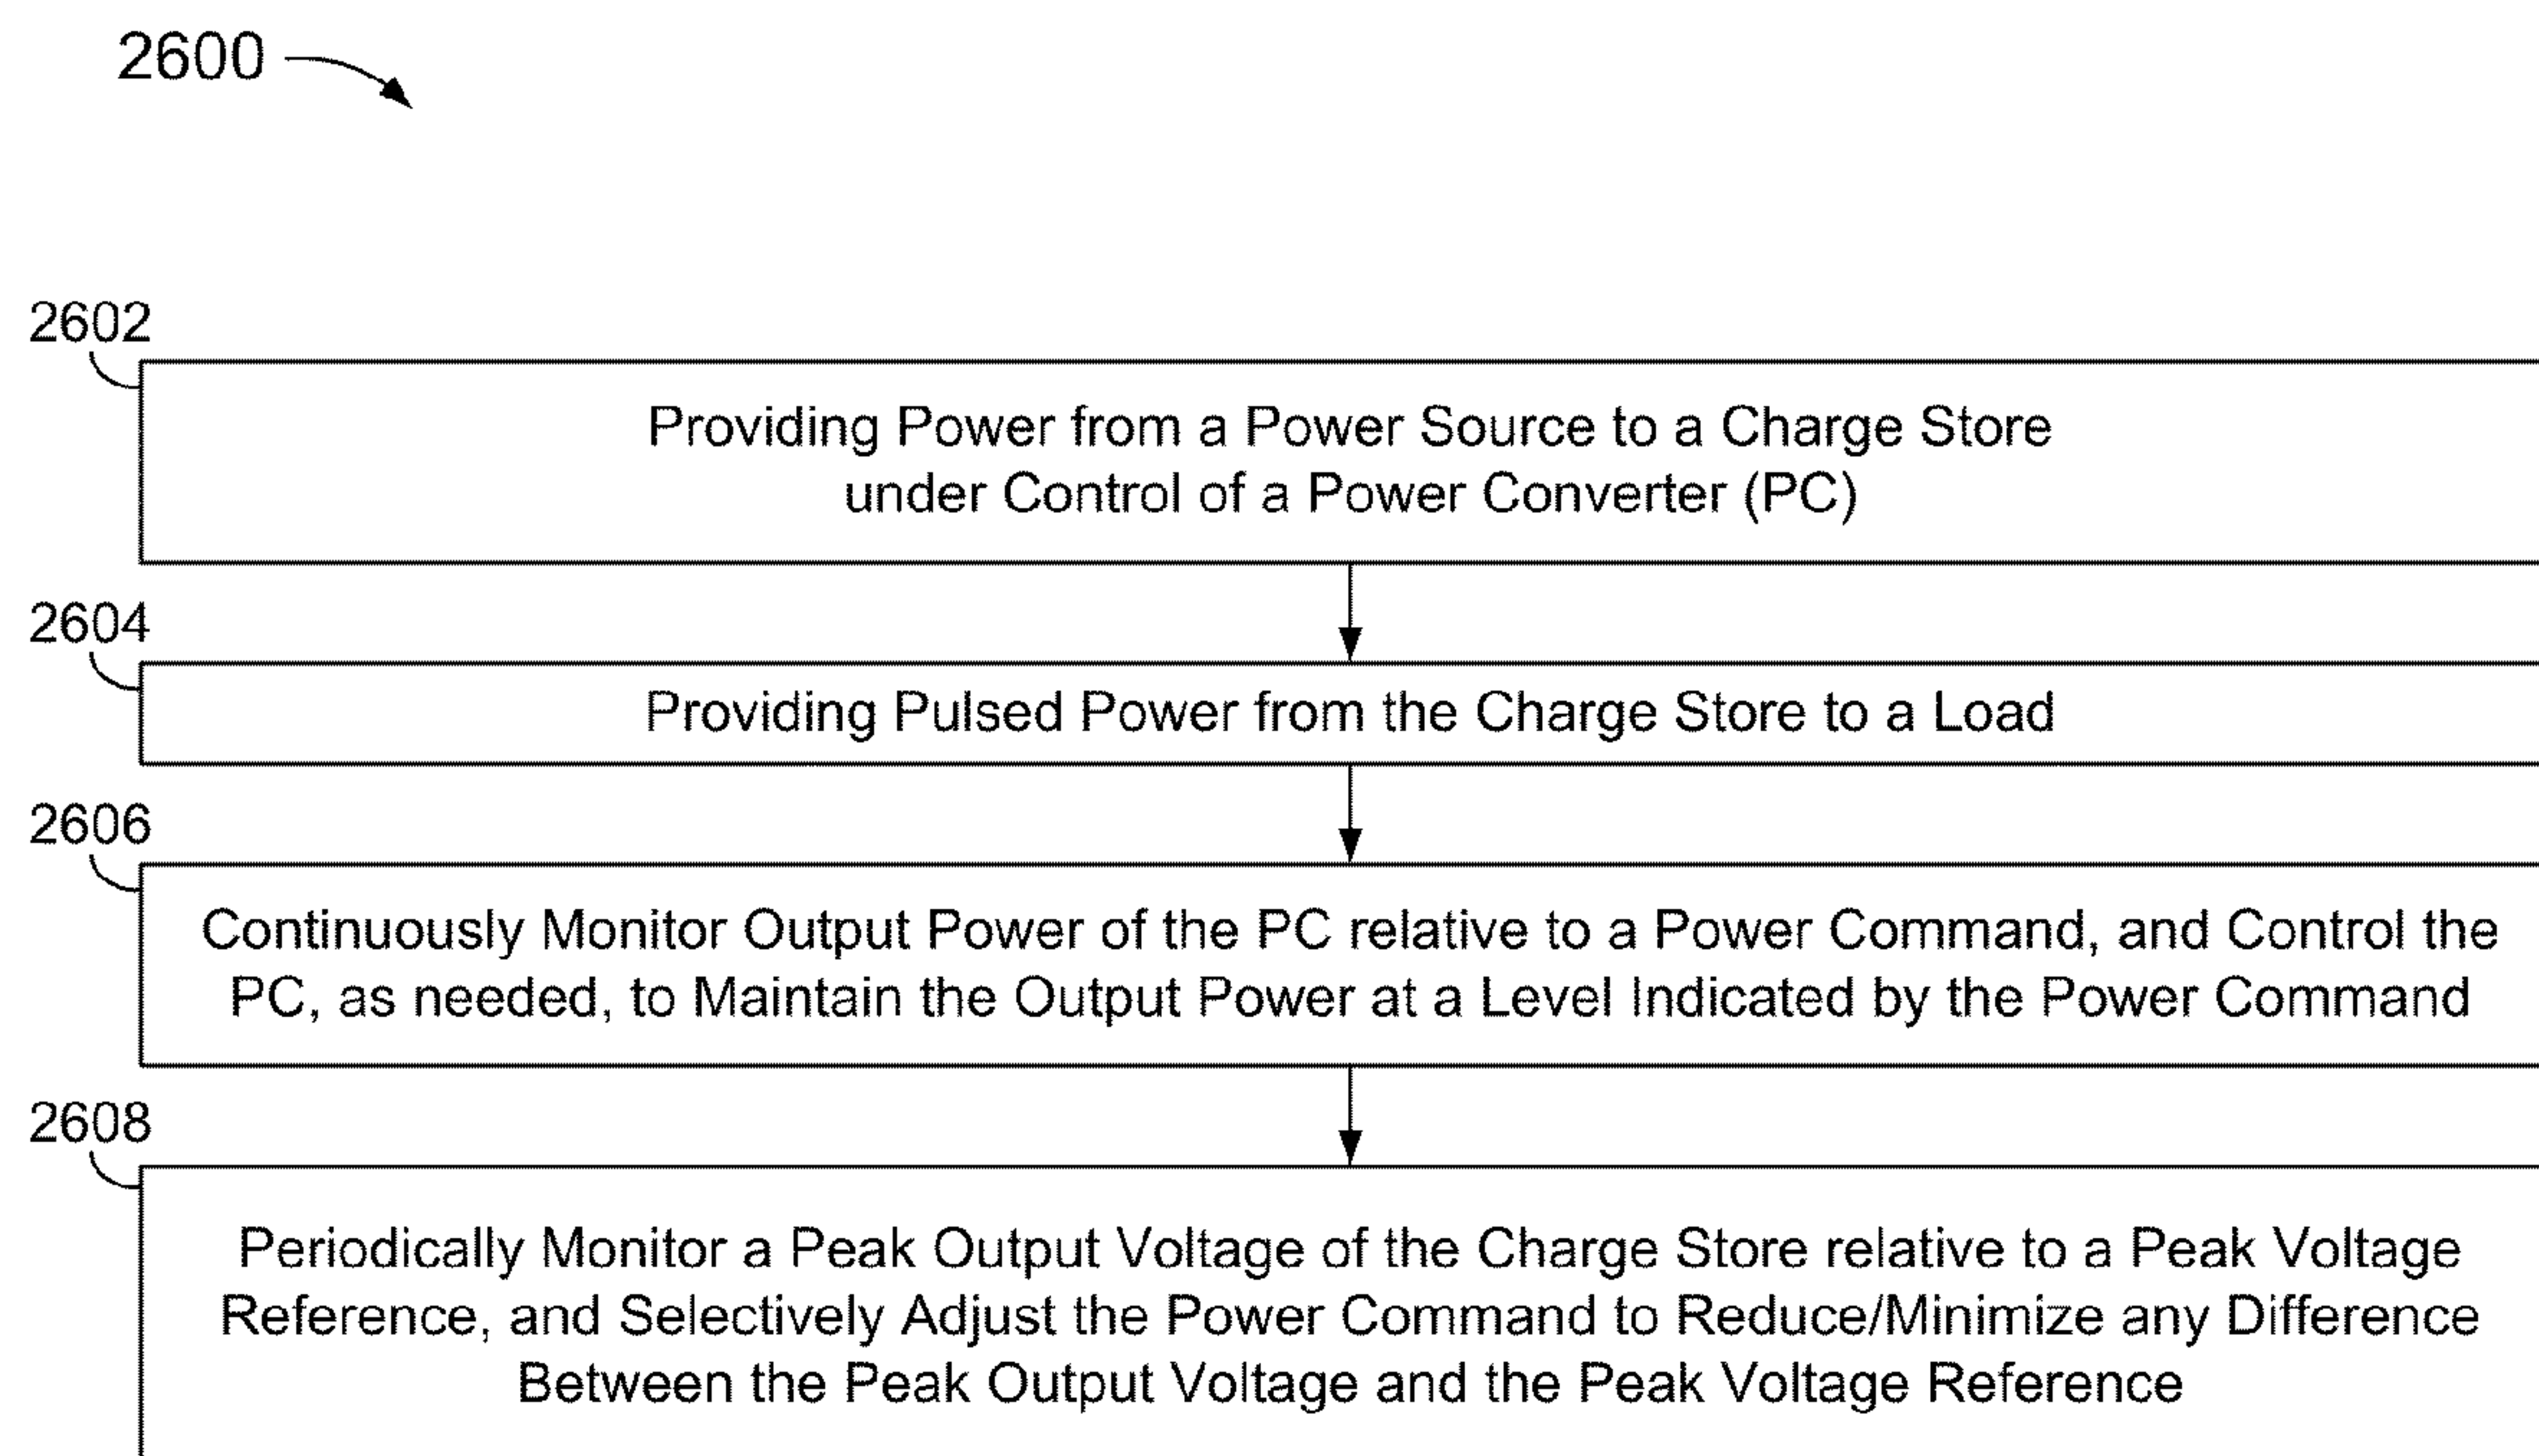 2600
2602
Providing Power from a Power Source to a Charge Store
under Control of a Power Converter (PC)
2604
Providing Pulsed Power from the Charge Store to a Load
2606
Continuously Monitor Output Power of the PC relative to a Power Command, and Control the
PC, as needed, to Maintain the Output Power at a Level Indicated by the Power Command
2608
Periodically Monitor a Peak Output Voltage of the Charge Store relative to a Peak Voltage
Reference, and Selectively Adjust the Power Command to Reduce/Minimize any Difference
Between the Peak Output Voltage and the Peak Voltage Reference